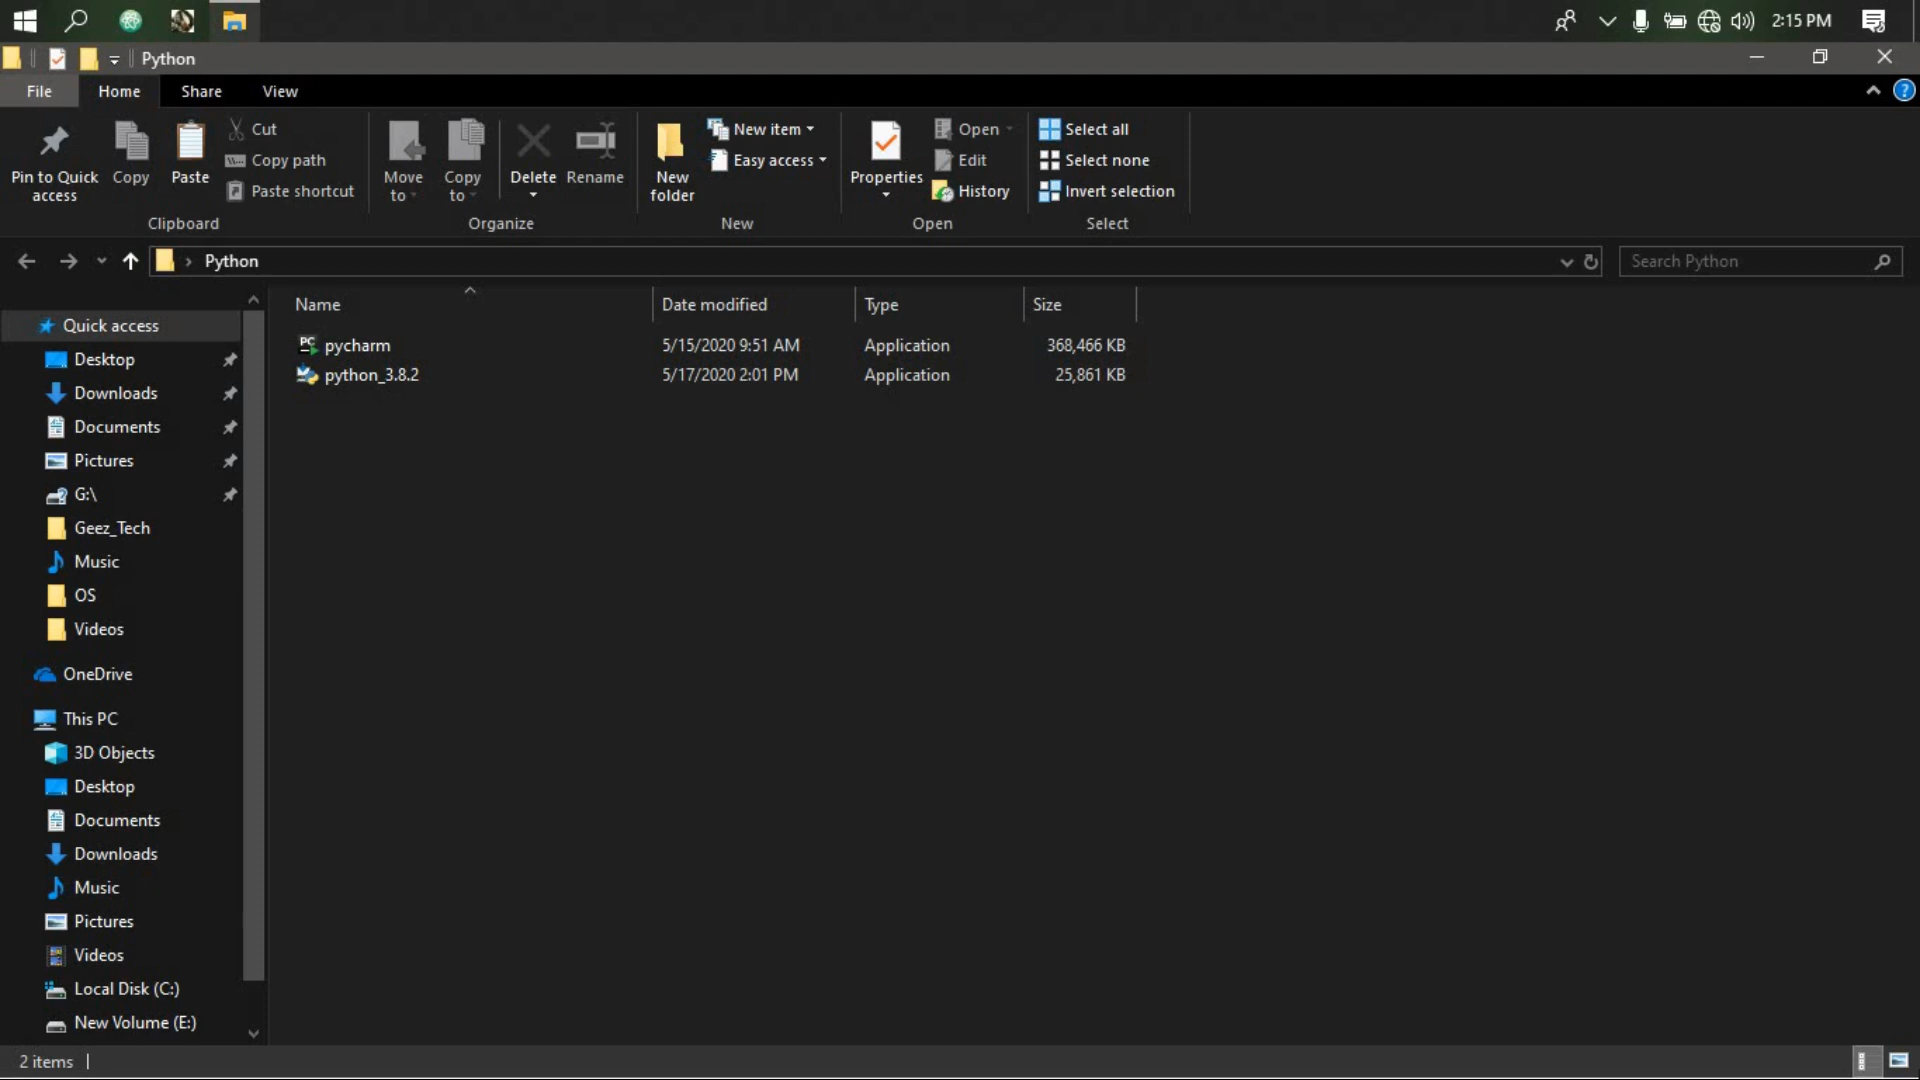 2:15 PM
Python
File Home Share View
Pin to Quick access
Copy
Paste
Cut
Copy path
Paste shortcut
Clipboard
Move to
Copy to
Delete
Rename
Organize
New folder
New item
Easy access
New
Properties
Open
Edit
History
Open
Select all
Select none
Invert selection
Select
Python
Search Python
Name Date modified Type Size
pycharm 5/15/2020 9:51 AM Application 368,466 KB
python_3.8.2 5/17/2020 2:01 PM Application 25,861 KB
Quick access
Desktop
Downloads
Documents
Pictures
G:\
Geez_Tech
Music
OS
Videos
OneDrive
This PC
3D Objects
Desktop
Documents
Downloads
Music
Pictures
Videos
Local Disk (C:)
New Volume (E:)
2 items